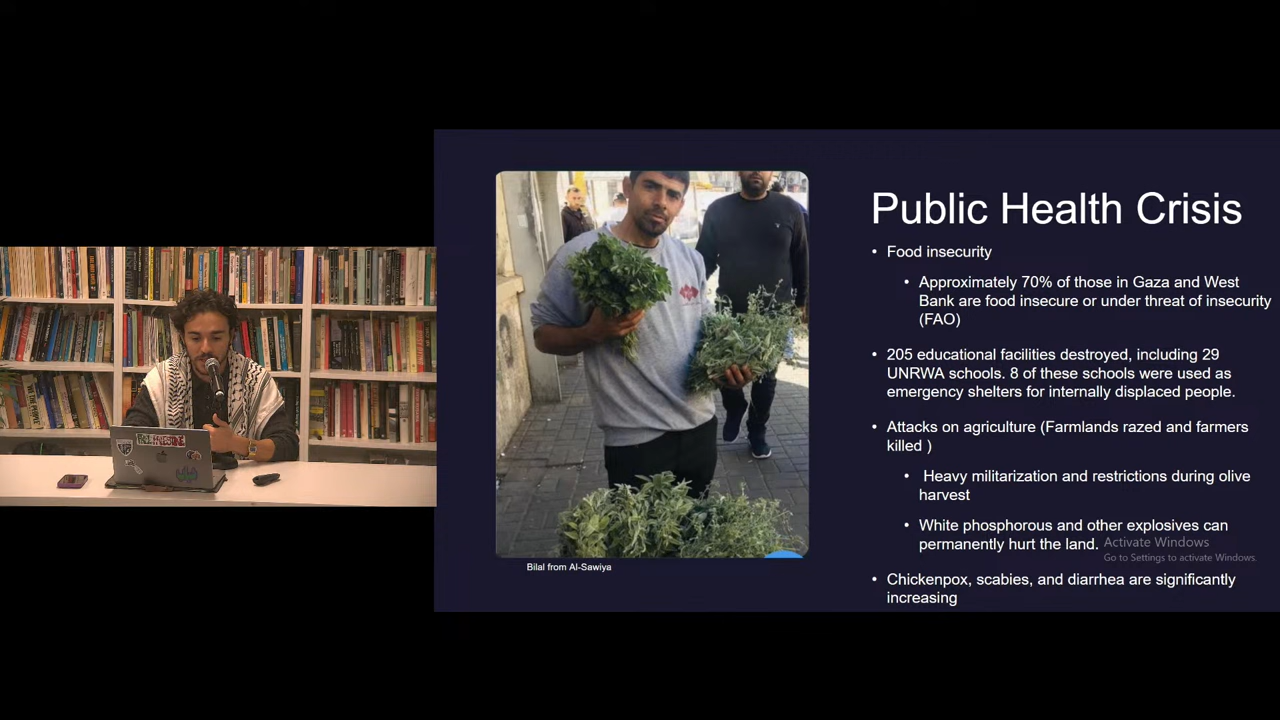 Public Health Crisis
• Food insecurity
• Approximately 70% of those in Gaza and West
Bank are food insecure or under threat of insecurity
(FAO)
• 205 educational facilities destroyed, including 29
UNRWA schools. 8 of these schools were used as
emergency shelters for internally displaced people.
• Attacks on agriculture (Farmlands razed and farmers
killed )
• Heavy militarization and restrictions during olive
harvest
• White phosphorous and other explosives can
permanently hurt the land.
Activate Windows
Go to Settings to activate Windows.
• Chickenpox, scabies, and diarrhea are significantly
increasing
Bilal from Al-Sawiya